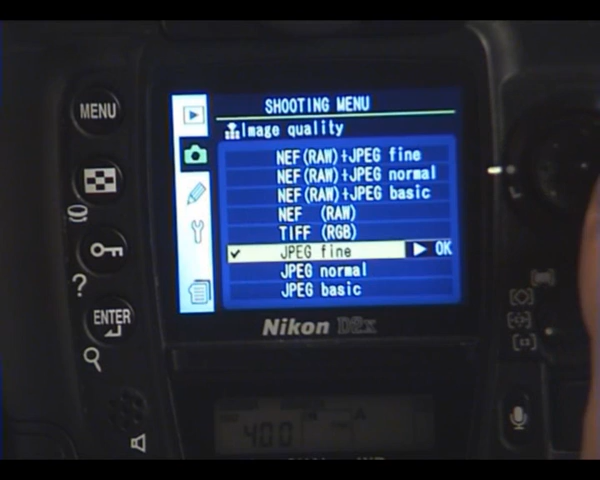 MENU
SHOOTING MENU
Image quality
NEF(RAW)+JPEG fine
NEF(RAW)+JPEG normal
NEF(RAW)+JPEG basic
NEF (RAW)
TIFF (RGB)
JPEG fine OK
JPEG normal
JPEG basic
?
ENTER
Nikon D2x
400